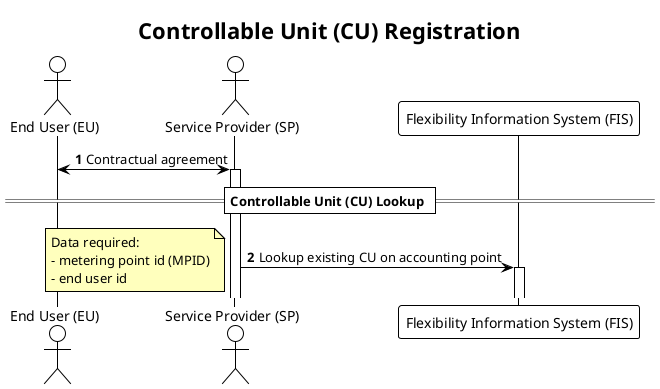 Controllable Unit (CU) Registration
End User (EU)
Service Provider (SP)
Flexibility Information System (FIS)
1 Contractual agreement
Controllable Unit (CU) Lookup
Data required:
- metering point id (MPID)
- end user id
2 Lookup existing CU on accounting point
End User (EU)
Service Provider (SP)
Flexibility Information System (FIS)